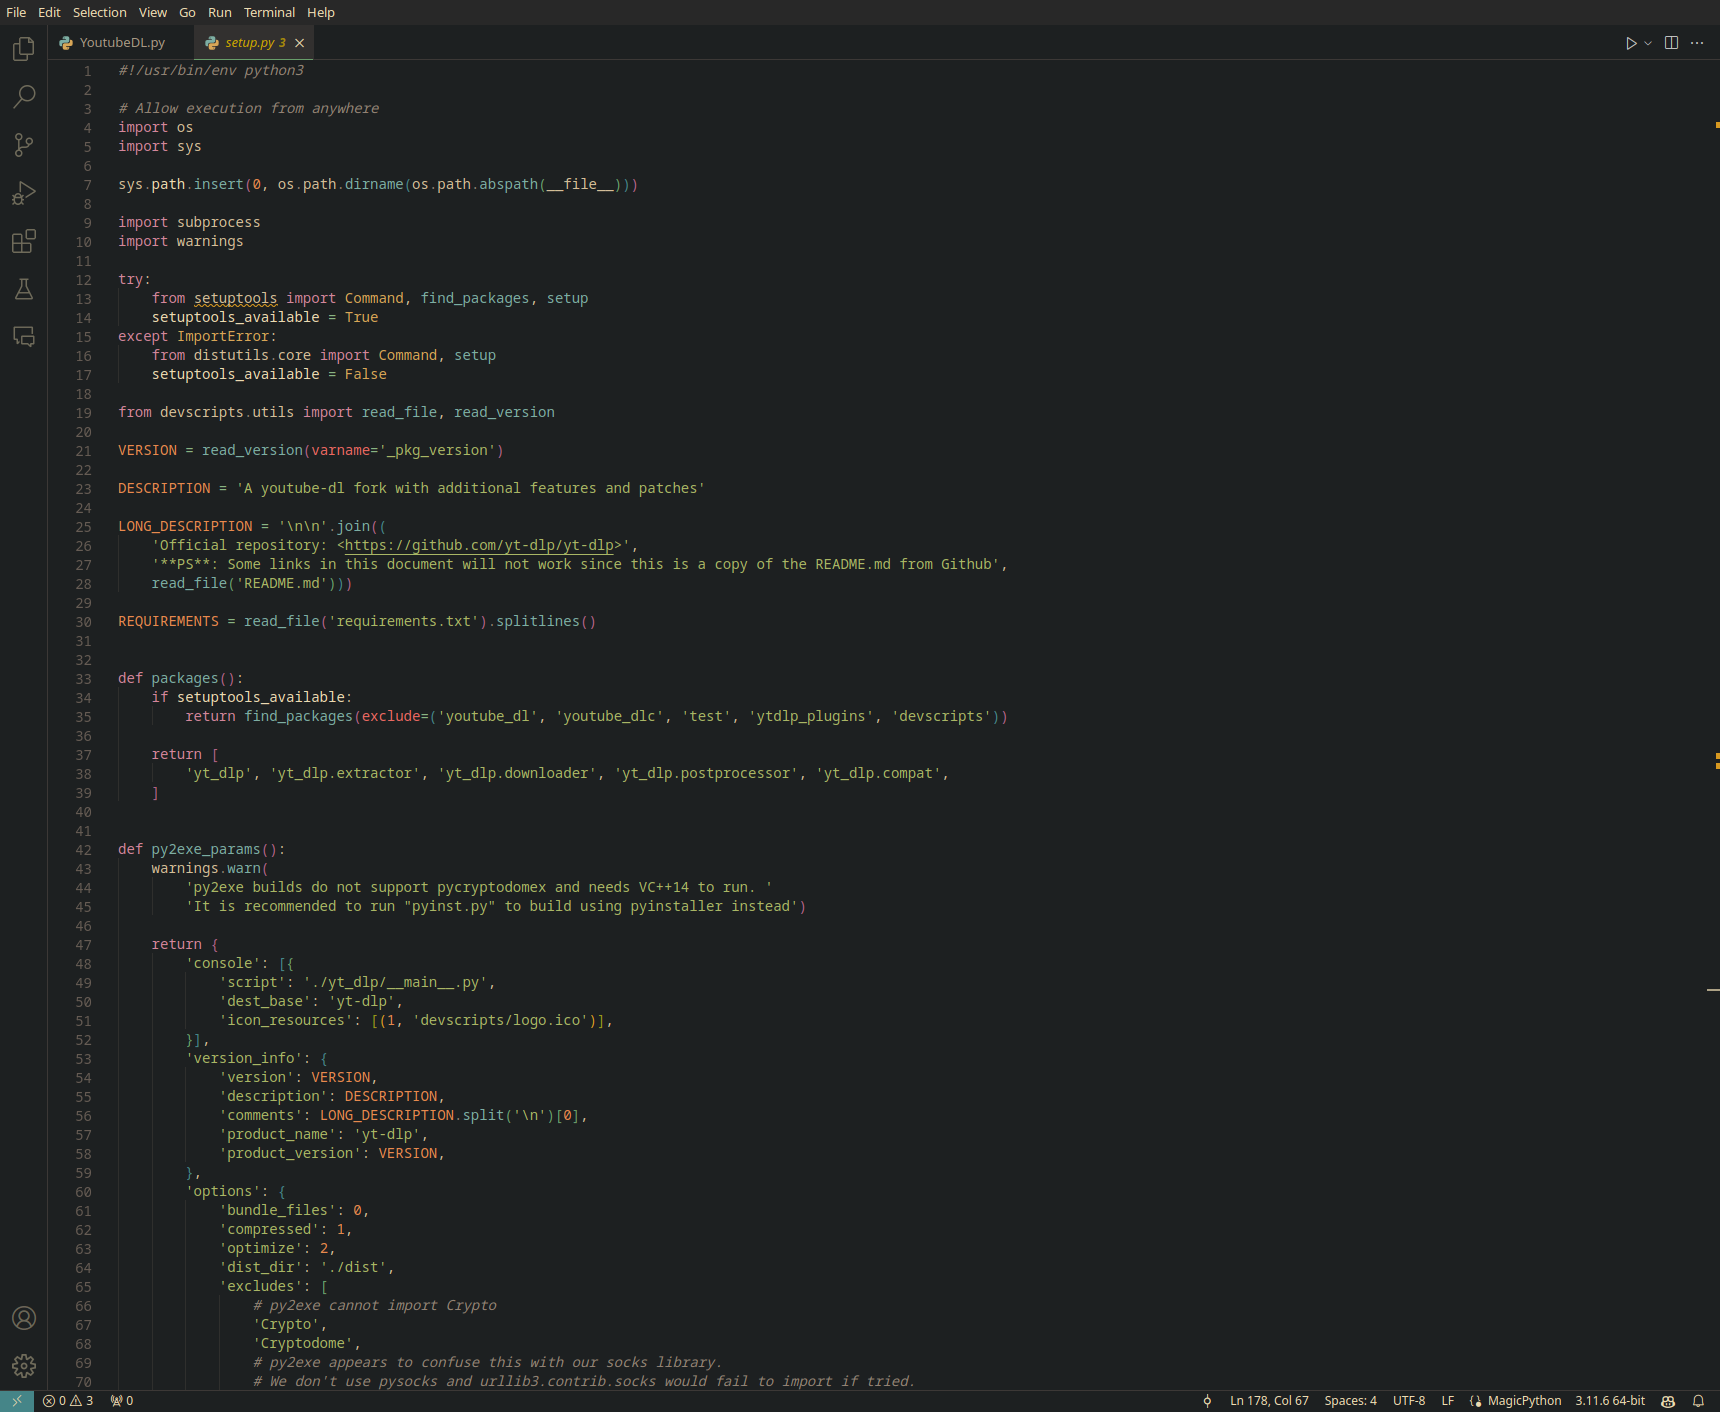 File Edit Selection View Go Run Terminal Help
YoutubeDL.py setup.py 3
1 #!/usr/bin/env python3
2
3 # Allow execution from anywhere
4 import os
5 import sys
6
7 sys.path.insert(0, os.path.dirname(os.path.abspath(__file__)))
8
9 import subprocess
10 import warnings
11
12 try:
13     from setuptools import Command, find_packages, setup
14     setuptools_available = True
15 except ImportError:
16     from distutils.core import Command, setup
17     setuptools_available = False
18
19 from devscripts.utils import read_file, read_version
20
21 VERSION = read_version(varname='_pkg_version')
22
23 DESCRIPTION = 'A youtube-dl fork with additional features and patches'
24
25 LONG_DESCRIPTION = '\n\n'.join((
26     'Official repository: <https://github.com/yt-dlp/yt-dlp>',
27     '**PS**: Some links in this document will not work since this is a copy of the README.md from Github',
28     read_file('README.md')))
29
30 REQUIREMENTS = read_file('requirements.txt').splitlines()
31
32
33 def packages():
34     if setuptools_available:
35         return find_packages(exclude=('youtube_dl', 'youtube_dlc', 'test', 'ytdlp_plugins', 'devscripts'))
36
37     return [
38         'yt_dlp', 'yt_dlp.extractor', 'yt_dlp.downloader', 'yt_dlp.postprocessor', 'yt_dlp.compat',
39     ]
40
41
42 def py2exe_params():
43     warnings.warn(
44         'py2exe builds do not support pycryptodomex and needs VC++14 to run. '
45         'It is recommended to run "pyinst.py" to build using pyinstaller instead')
46
47     return {
48         'console': [{
49             'script': './yt_dlp/__main__.py',
50             'dest_base': 'yt-dlp',
51             'icon_resources': [(1, 'devscripts/logo.ico')],
52         }],
53         'version_info': {
54             'version': VERSION,
55             'description': DESCRIPTION,
56             'comments': LONG_DESCRIPTION.split('\n')[0],
57             'product_name': 'yt-dlp',
58             'product_version': VERSION,
59         },
60         'options': {
61             'bundle_files': 0,
62             'compressed': 1,
63             'optimize': 2,
64             'dist_dir': './dist',
65             'excludes': [
66                 # py2exe cannot import Crypto
67                 'Crypto',
68                 'Cryptodome',
69                 # py2exe appears to confuse this with our socks library.
70                 # We don't use pysocks and urllib3.contrib.socks would fail to import if tried.
0 3 0 Ln 178, Col 67 Spaces: 4 UTF-8 LF MagicPython 3.11.6 64-bit